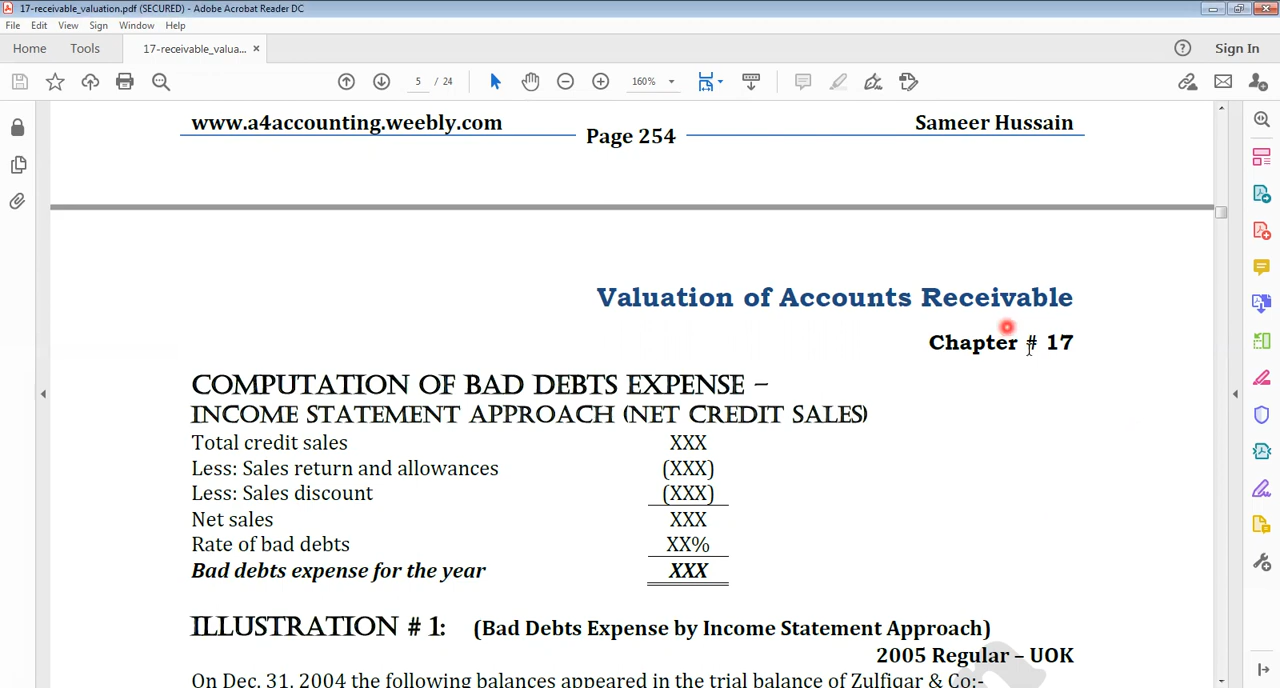 17-receivable_valuation.pdf (SECURED) - Adobe Acrobat Reader DC
File Edit View Sign Window Help
Home Tools 17-receivable_valua... × ? Sign In
5 / 24 160%
www.a4accounting.weebly.com Page 254 Sameer Hussain
Valuation of Accounts Receivable
Chapter # 17
COMPUTATION OF BAD DEBTS EXPENSE –
INCOME STATEMENT APPROACH (NET CREDIT SALES)
Total credit sales XXX
Less: Sales return and allowances (XXX)
Less: Sales discount (XXX)
Net sales XXX
Rate of bad debts XX%
Bad debts expense for the year XXX
ILLUSTRATION # 1: (Bad Debts Expense by Income Statement Approach)
2005 Regular – UOK
On Dec. 31, 2004 the following balances appeared in the trial balance of Zulfiqar & Co:-